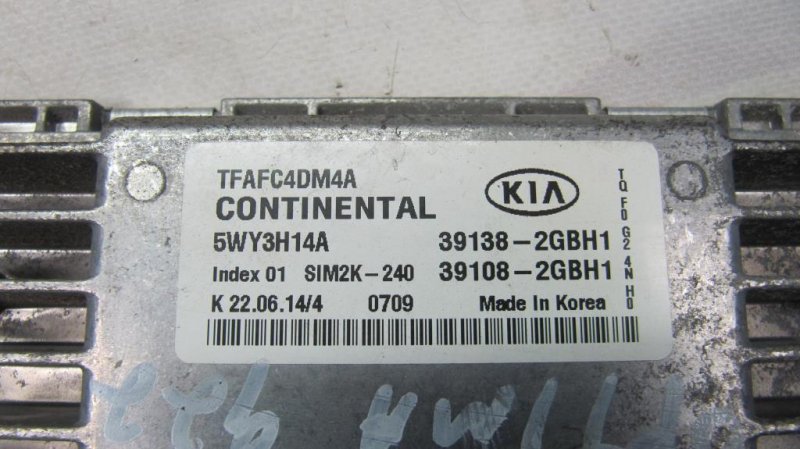 TFAFC4DM4A
KIA
CONTINENTAL
5WY3H14A 39138-2GBH1
Index 01 SIM2K-240 39108-2GBH1
K 22.06.14/4 0709 Made In Korea
TQ F0 G2 4N H0